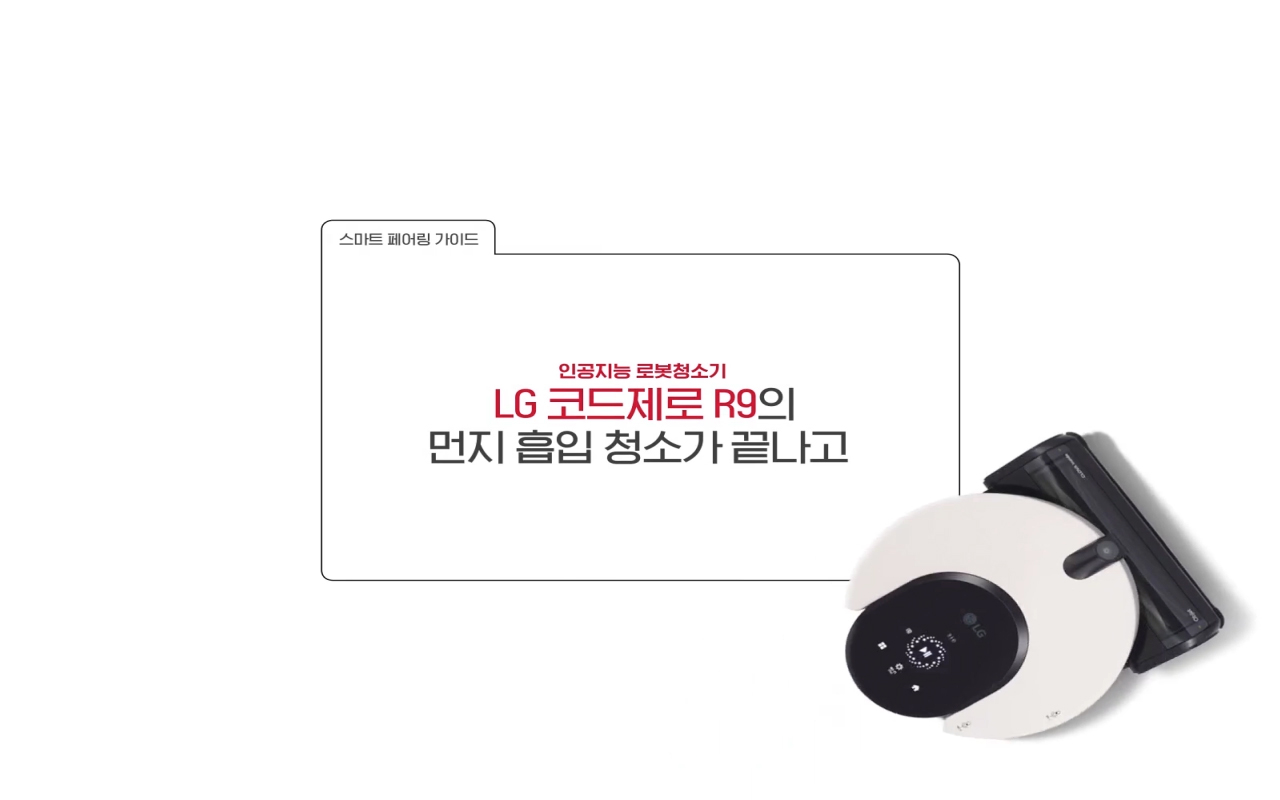 스마트 페어링 가이드
인공지능 로봇청소기
LG 코드제로 R9의
먼지 흡입 청소가 끝나고
LG